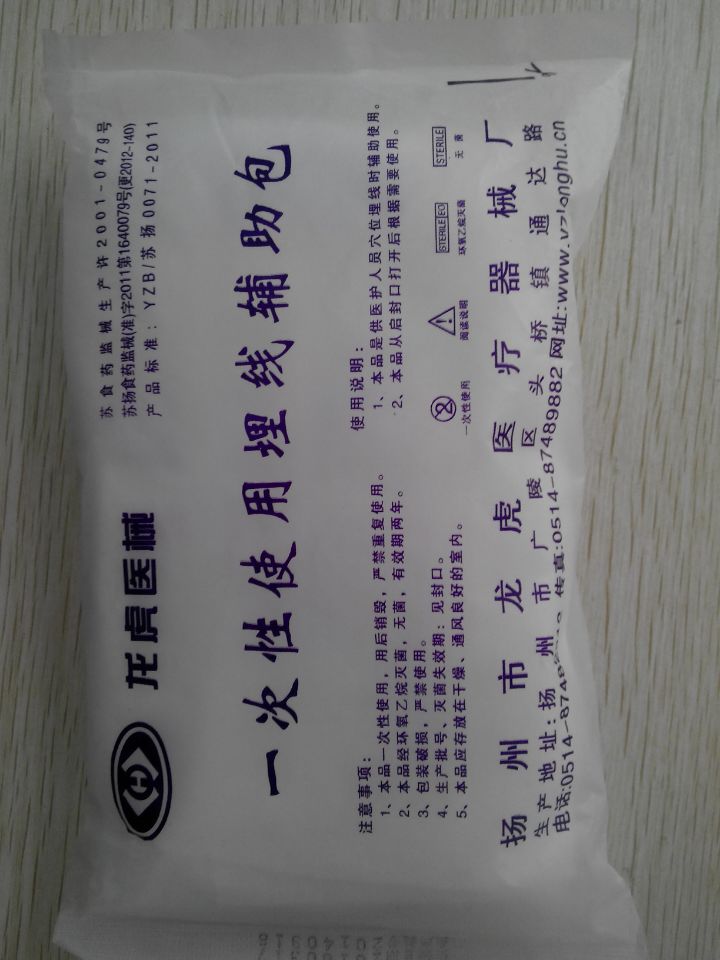 龙虎医械
苏食药监械生产许2001-0479号
苏扬食药监械(准)字2011第1640079号(更2012-140)
产品标准：YZB/苏扬0071-2011
一次性使用埋线辅助包
注意事项：
1、本品一次性使用，用后销毁，严禁重复使用。
2、本品经环氧乙烷灭菌，无菌，有效期两年。
3、包装破损，严禁使用。
4、生产批号、灭菌失效期：见封口。
5、本品应存放在干燥、通风良好的室内。
使用说明：
1、本品是供医护人员穴位埋线时辅助使用。
2、本品从启封口打开后根据需要使用。
2
一次性使用
阅读说明
STERILE EO
环氧乙烷灭菌
STERILE
无菌
扬州市龙虎医疗器械厂
生产地址：扬州市广陵区头桥镇通达路
电话:0514-8748 传真:0514-87489882 网址:www.yzlonghu.cn